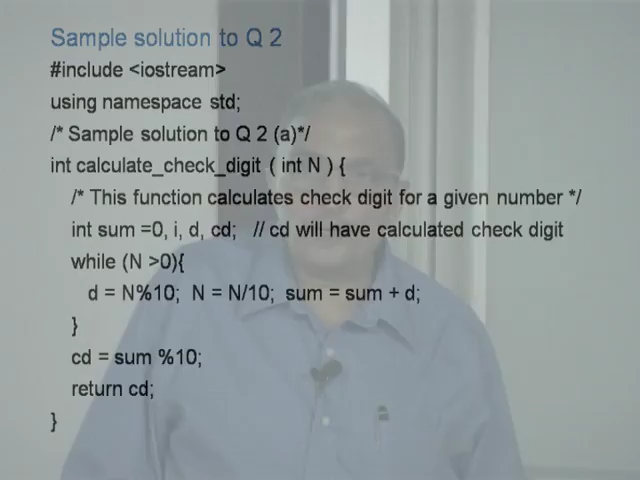 Sample solution to Q 2
#include <iostream>
using namespace std;
/* Sample solution to Q 2 (a)*/
int calculate_check_digit ( int N ) {
/* This function calculates check digit for a given number */
int sum =0, i, d, cd;   // cd will have calculated check digit
while (N >0){
d = N%10;  N = N/10;  sum = sum + d;
}
cd = sum %10;
return cd;
}